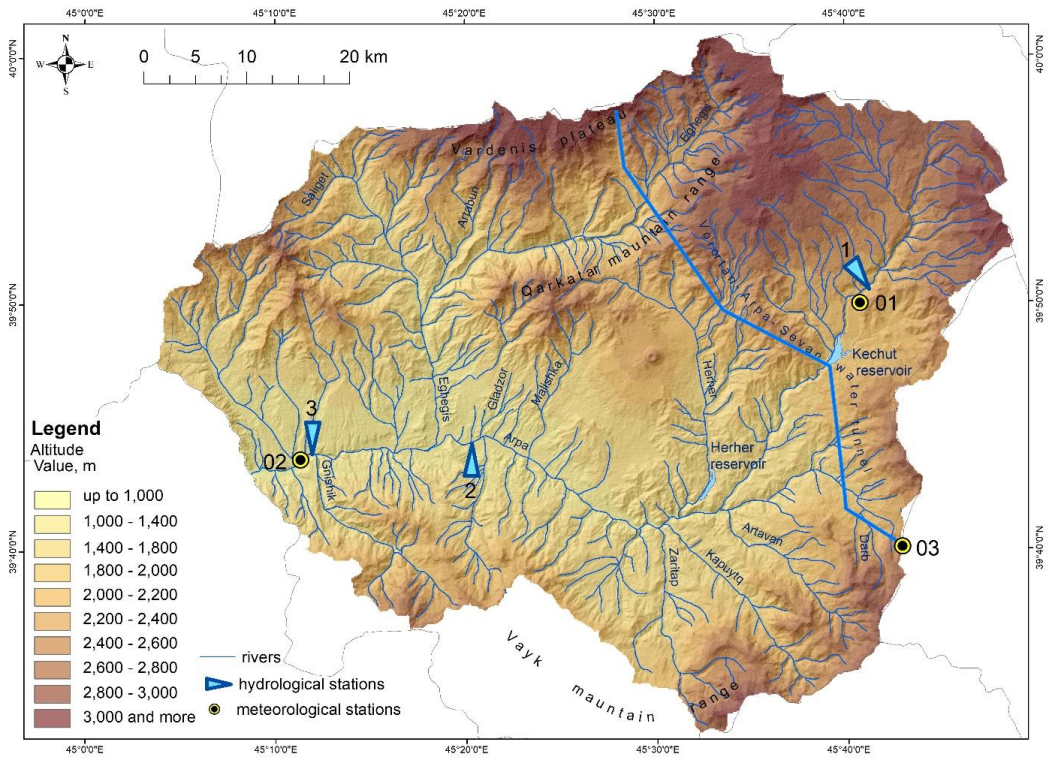 45°0'0"E 45°10'0"E 45°20'0"E 45°30'0"E 45°40'0"E
40°0'0"N
40°0'0"N
N
W E
S
0 5 10 20 km
Vardenis plateau
Eghegis
Saliget
Artabun
Qarkatar mountain range
Vorotan-Arpa-Sevan water tunnel
1
01
39°50'0"N
39°50'0"N
Kechut
reservoir
Herher
Malishka
Gladzor
Eghegis
3
02
Gnishik
Arpa
2
Herher
reservoir
Artavan
Darb
03
39°40'0"N
39°40'0"N
Zaritap
Kapuytq
Vayk mountain range
Legend
Altitude
Value, m
up to 1,000
1,000 - 1,400
1,400 - 1,800
1,800 - 2,000
2,000 - 2,200
2,200 - 2,400
2,400 - 2,600
2,600 - 2,800
2,800 - 3,000
3,000 and more
rivers
hydrological stations
meteorological stations
45°0'0"E 45°10'0"E 45°20'0"E 45°30'0"E 45°40'0"E